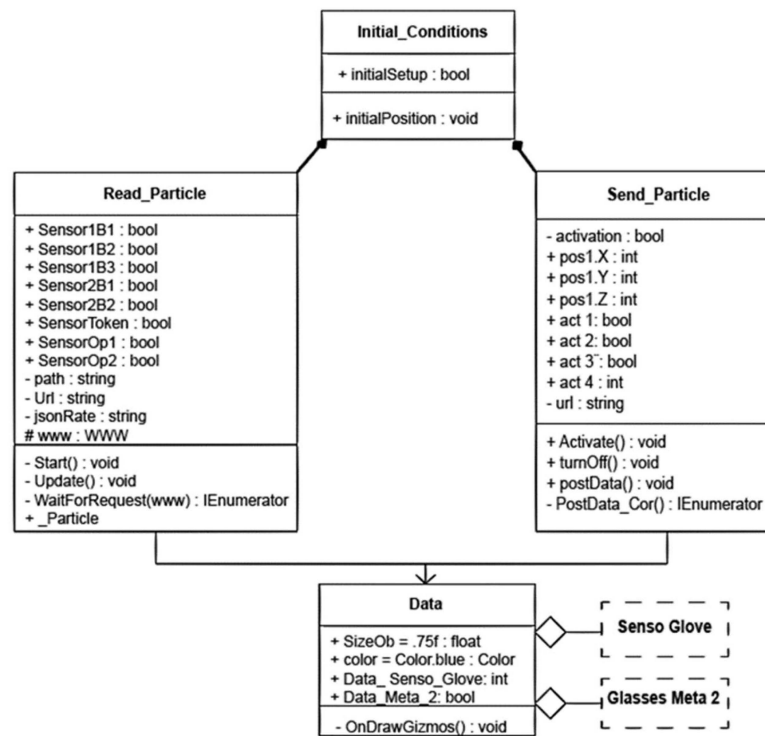 Initial_Conditions
+ initialSetup : bool
+ initialPosition : void
Read_Particle
+ Sensor1B1 : bool
+ Sensor1B2 : bool
+ Sensor1B3 : bool
+ Sensor2B1 : bool
+ Sensor2B2 : bool
+ SensorToken : bool
+ SensorOp1 : bool
+ SensorOp2 : bool
- path : string
- Url : string
- jsonRate : string
# www : WWW
- Start() : void
- Update() : void
- WaitForRequest(www) : IEnumerator
+ _Particle
Send_Particle
- activation : bool
+ pos1.X : int
+ pos1.Y : int
+ pos1.Z : int
+ act 1: bool
+ act 2: bool
+ act 3¨: bool
+ act 4 : int
- url : string
+ Activate() : void
+ turnOff() : void
+ postData() : void
- PostData_Cor() : IEnumerator
Data
+ SizeOb = .75f : float
+ color = Color.blue : Color
+ Data_ Senso_Glove: int
+ Data_Meta_2: bool
- OnDrawGizmos() : void
Senso Glove
Glasses Meta 2